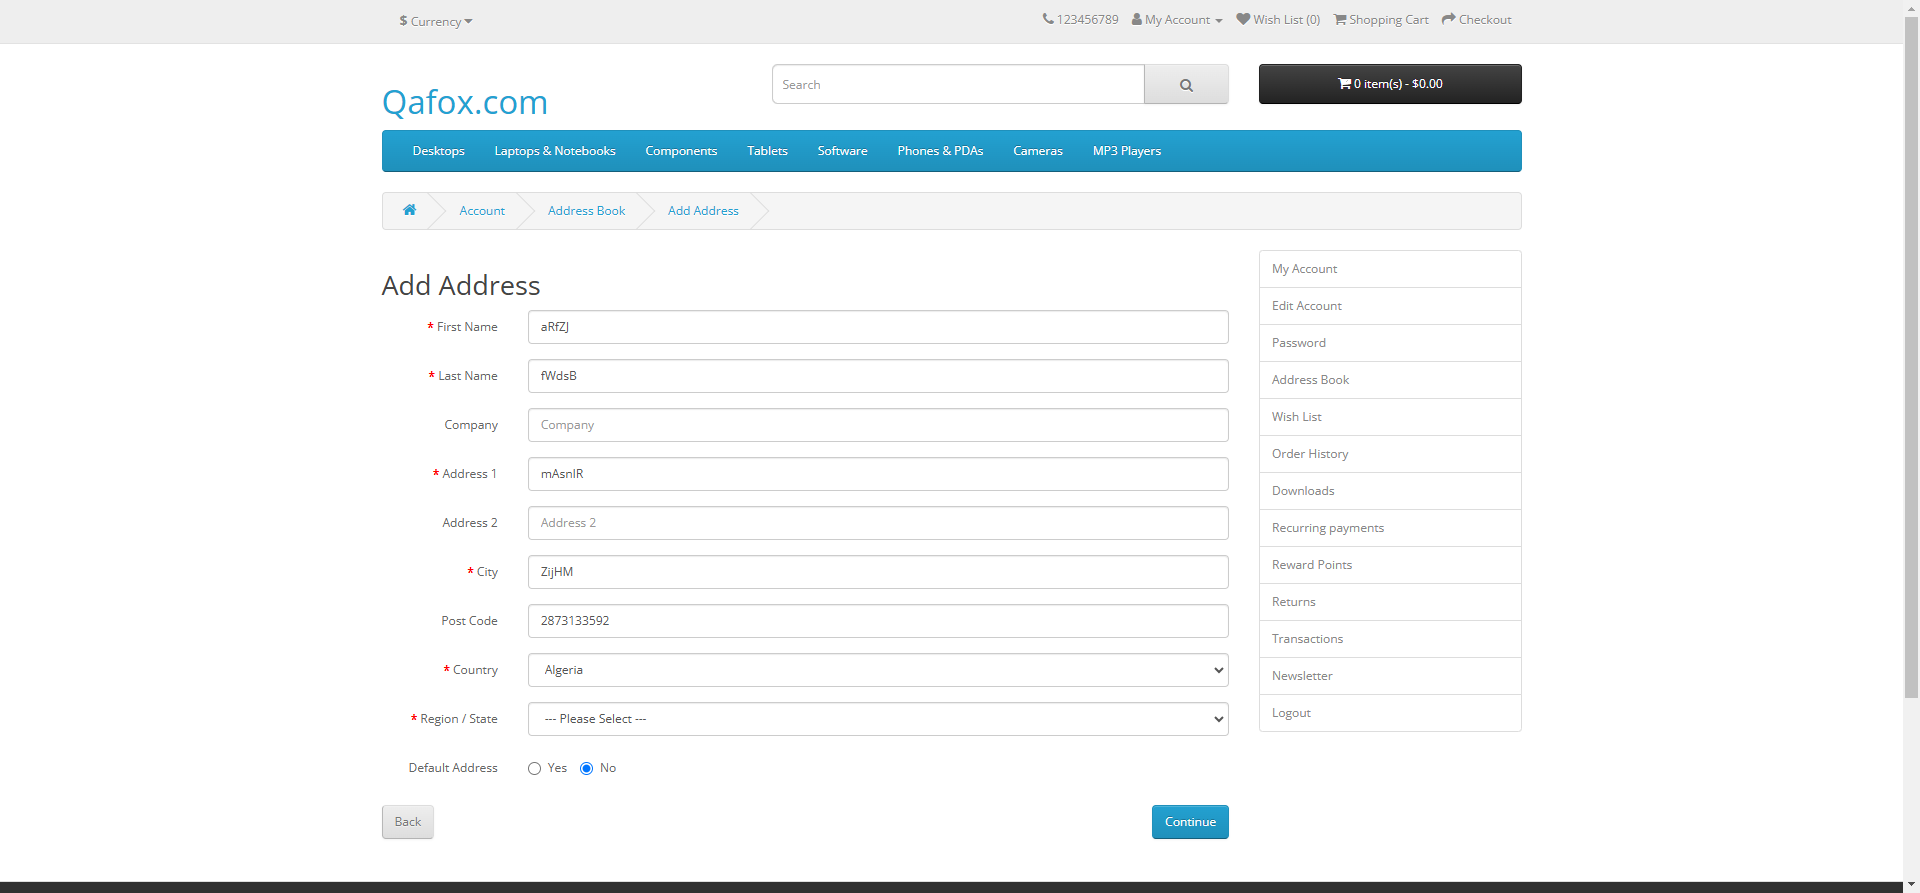 $ Currency
123456789 My Account Wish List (0) Shopping Cart Checkout
Qafox.com
Search
0 item(s) - $0.00
Desktops Laptops & Notebooks Components Tablets Software Phones & PDAs Cameras MP3 Players
Account Address Book Add Address
Add Address
* First Name aRfZJ
* Last Name fWdsB
Company Company
* Address 1 mAsnIR
Address 2 Address 2
* City ZijHM
Post Code 2873133592
* Country Algeria
* Region / State --- Please Select ---
Default Address Yes No
Back Continue
My Account
Edit Account
Password
Address Book
Wish List
Order History
Downloads
Recurring payments
Reward Points
Returns
Transactions
Newsletter
Logout